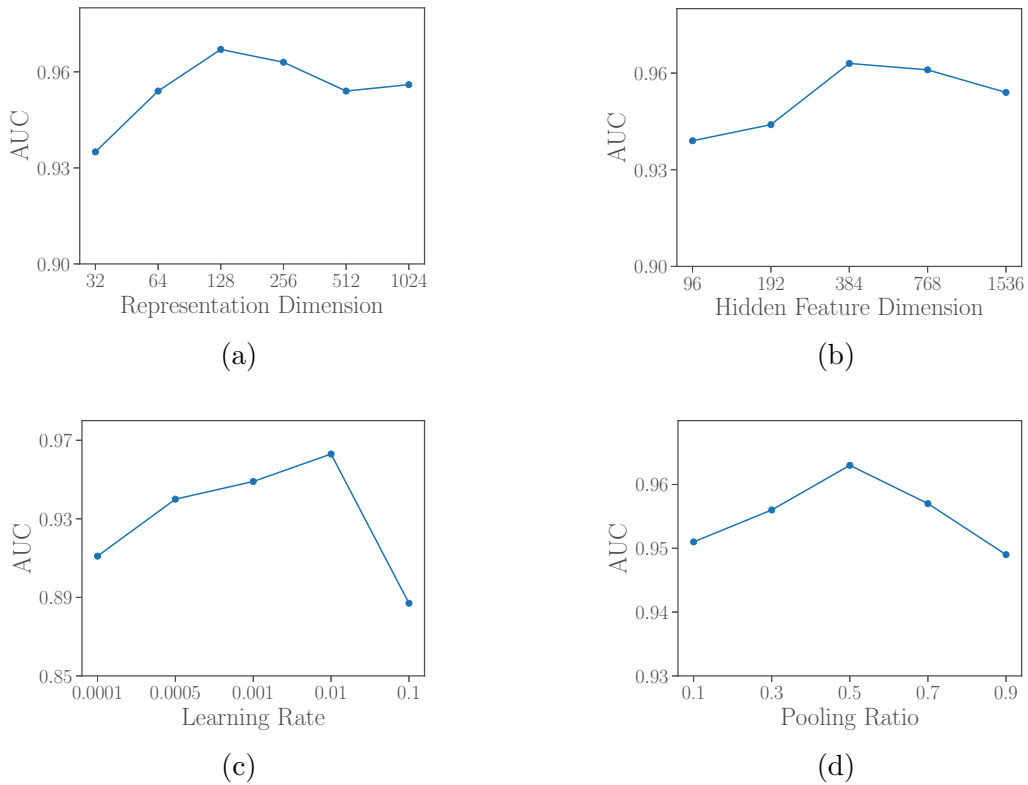 0.96
0.93
0.90
AUC
32 64 128 256 512 1024
Representation Dimension
(a)
0.96
0.93
0.90
AUC
96 192 384 768 1536
Hidden Feature Dimension
(b)
0.97
0.93
0.89
0.85
AUC
0.0001 0.0005 0.001 0.01 0.1
Learning Rate
(c)
0.96
0.95
0.94
0.93
AUC
0.1 0.3 0.5 0.7 0.9
Pooling Ratio
(d)